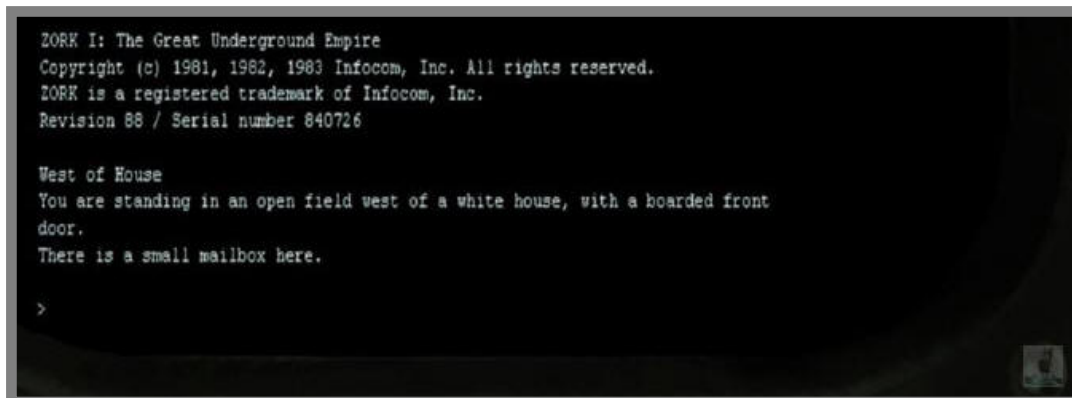 ZORK I: The Great Underground Empire
Copyright (c) 1981, 1982, 1983 Infocom, Inc. All rights reserved.
ZORK is a registered trademark of Infocom, Inc.
Revision 88 / Serial number 840726
West of House
You are standing in an open field west of a white house, with a boarded front
door.
There is a small mailbox here.
>